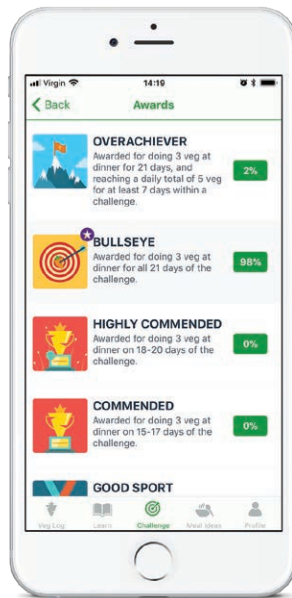 Virgin 14:19
Back Awards
OVERACHIEVER
Awarded for doing 3 veg at
dinner for 21 days, and
reaching a daily total of 5 veg
for at least 7 days within a
challenge.
2%
BULLSEYE
Awarded for doing 3 veg at
dinner for all 21 days of the
challenge.
98%
HIGHLY COMMENDED
Awarded for doing 3 veg at
dinner on 18-20 days of the
challenge.
0%
COMMENDED
Awarded for doing 3 veg at
dinner on 15-17 days of the
challenge.
0%
GOOD SPORT
Veg Log Learn Challenge Meal Ideas Profile